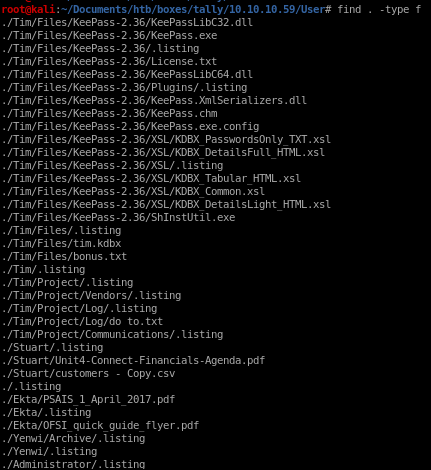 root@kali:~/Documents/htb/boxes/tally/10.10.10.59/User# find . -type f
./Tim/Files/KeePass-2.36/KeePassLibC32.dll
./Tim/Files/KeePass-2.36/KeePass.exe
./Tim/Files/KeePass-2.36/.listing
./Tim/Files/KeePass-2.36/License.txt
./Tim/Files/KeePass-2.36/KeePassLibC64.dll
./Tim/Files/KeePass-2.36/Plugins/.listing
./Tim/Files/KeePass-2.36/KeePass.XmlSerializers.dll
./Tim/Files/KeePass-2.36/KeePass.chm
./Tim/Files/KeePass-2.36/KeePass.exe.config
./Tim/Files/KeePass-2.36/XSL/KDBX_PasswordsOnly_TXT.xsl
./Tim/Files/KeePass-2.36/XSL/KDBX_DetailsFull_HTML.xsl
./Tim/Files/KeePass-2.36/XSL/.listing
./Tim/Files/KeePass-2.36/XSL/KDBX_Tabular_HTML.xsl
./Tim/Files/KeePass-2.36/XSL/KDBX_Common.xsl
./Tim/Files/KeePass-2.36/XSL/KDBX_DetailsLight_HTML.xsl
./Tim/Files/KeePass-2.36/ShInstUtil.exe
./Tim/Files/.listing
./Tim/Files/tim.kdbx
./Tim/Files/bonus.txt
./Tim/.listing
./Tim/Project/.listing
./Tim/Project/Vendors/.listing
./Tim/Project/Log/.listing
./Tim/Project/Log/do to.txt
./Tim/Project/Communications/.listing
./Stuart/.listing
./Stuart/Unit4-Connect-Financials-Agenda.pdf
./Stuart/customers - Copy.csv
./.listing
./Ekta/PSAIS_1_April_2017.pdf
./Ekta/.listing
./Ekta/OFSI_quick_guide_flyer.pdf
./Yenwi/Archive/.listing
./Yenwi/.listing
./Administrator/.listing